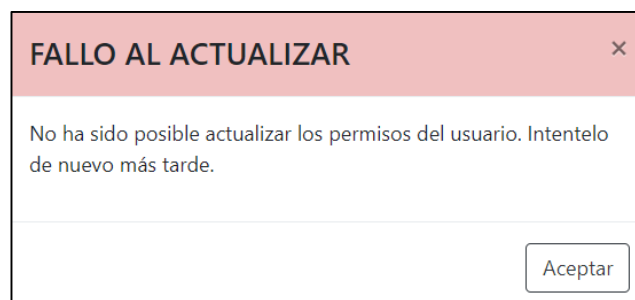 FALLO AL ACTUALIZAR
×
No ha sido posible actualizar los permisos del usuario. Intentelo
de nuevo más tarde.
Aceptar